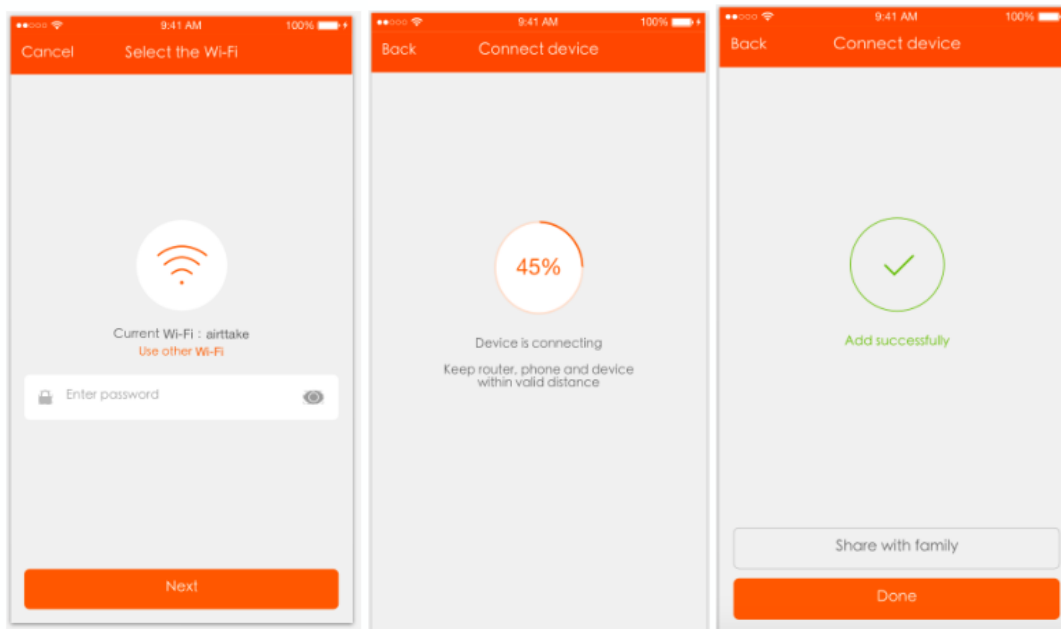 9:41 AM
100%
Cancel
Select the Wi-Fi
Current Wi-Fi : airttake
Use other Wi-Fi
Enter password
Next
9:41 AM
100%
Back
Connect device
45%
Device is connecting
Keep router, phone and device
within valid distance
9:41 AM
100%
Back
Connect device
Add successfully
Share with family
Done